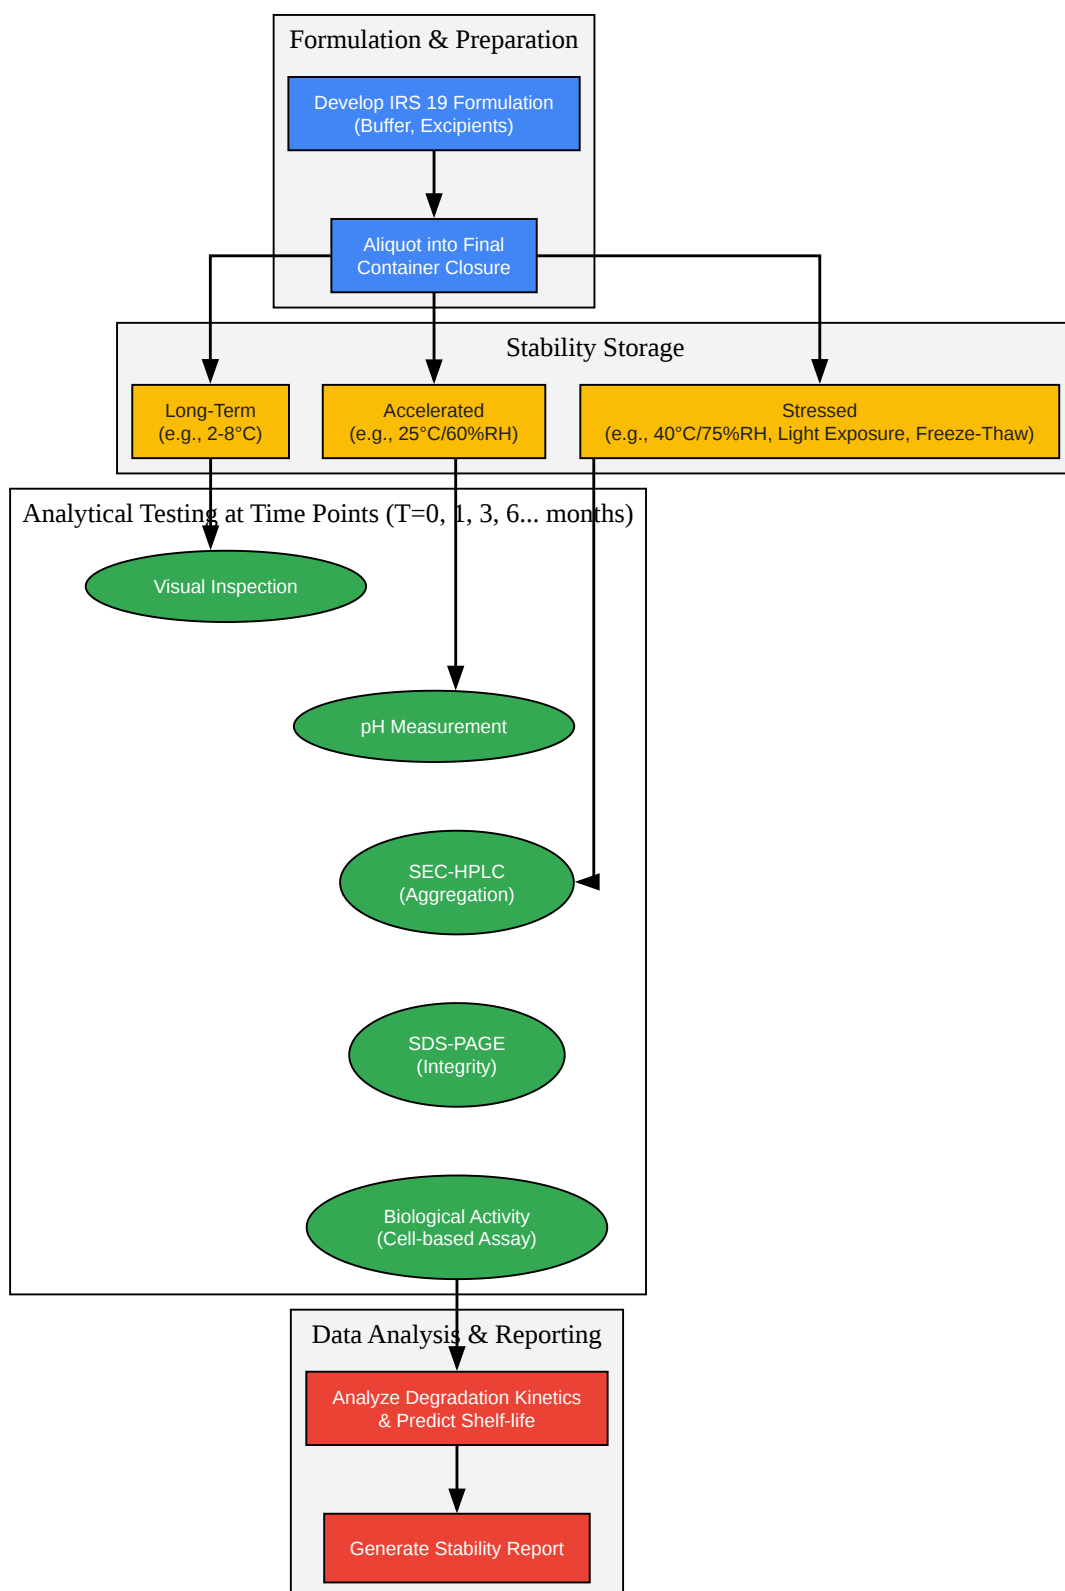 Formulation & Preparation
Develop IRS 19 Formulation
(Buffer, Excipients)
Aliquot into Final
Container Closure
Stability Storage
Long-Term
(e.g., 2-8°C)
Accelerated
(e.g., 25°C/60%RH)
Stressed
(e.g., 40°C/75%RH, Light Exposure, Freeze-Thaw)
Analytical Testing at Time Points (T=0, 1, 3, 6... months)
Visual Inspection
pH Measurement
SEC-HPLC
(Aggregation)
SDS-PAGE
(Integrity)
Biological Activity
(Cell-based Assay)
Data Analysis & Reporting
Analyze Degradation Kinetics
& Predict Shelf-life
Generate Stability Report